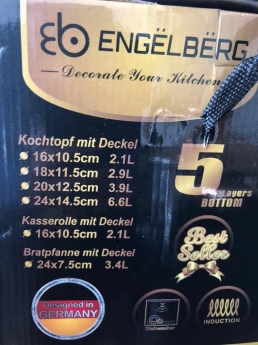 ENGËLBËRG
Decorate Your Kitchen
Kochtopf mit Deckel
16x10.5cm 2.1L
18x11.5cm 2.9L
20x12.5cm 3.9L
24x14.5cm 6.6L
Kasserolle mit Deckel
16x10.5cm 2.1L
Bratpfanne mit Deckel
24x7.5cm 3.4L
5
BOTTOM
Best
Seller
Designed in
GERMANY
Dishwasher
INDUCTION